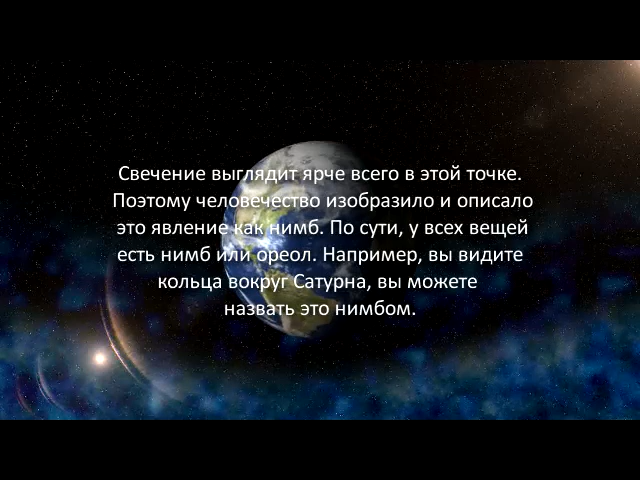 Свечение выглядит ярче всего в этой точке.
Поэтому человечество изобразило и описало
это явление как нимб. По сути, у всех вещей
есть нимб или ореол. Например, вы видите
кольца вокруг Сатурна, вы можете
назвать это нимбом.